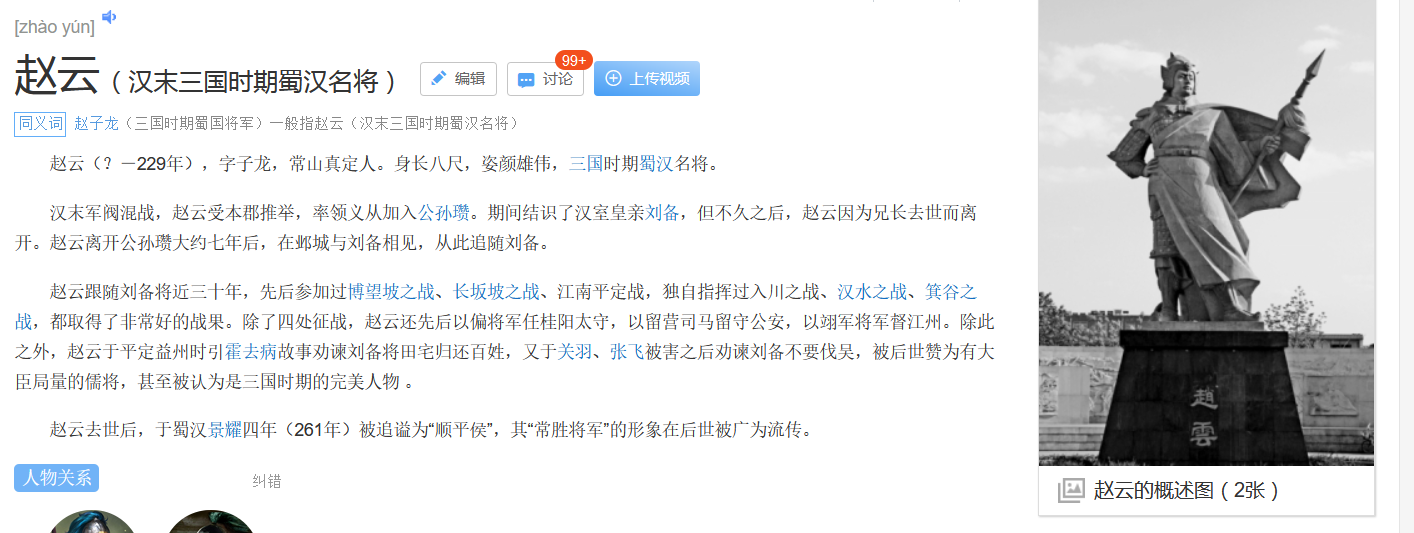 [zhào yún]
赵云（汉末三国时期蜀汉名将） 编辑 讨论 99+ 上传视频
同义词 赵子龙（三国时期蜀国将军）一般指赵云（汉末三国时期蜀汉名将）
赵云（？－229年），字子龙，常山真定人。身长八尺，姿颜雄伟，三国时期蜀汉名将。
汉末军阀混战，赵云受本郡推举，率领义从加入公孙瓒。期间结识了汉室皇亲刘备，但不久之后，赵云因为兄长去世而离
开。赵云离开公孙瓒大约七年后，在邺城与刘备相见，从此追随刘备。
赵云跟随刘备将近三十年，先后参加过博望坡之战、长坂坡之战、江南平定战，独自指挥过入川之战、汉水之战、箕谷之
战，都取得了非常好的战果。除了四处征战，赵云还先后以偏将军任桂阳太守，以留营司马留守公安，以翊军将军督江州。除此
之外，赵云于平定益州时引霍去病故事劝谏刘备将田宅归还百姓，又于关羽、张飞被害之后劝谏刘备不要伐吴，被后世赞为有大
臣局量的儒将，甚至被认为是三国时期的完美人物 。
赵云去世后，于蜀汉景耀四年（261年）被追谥为“顺平侯”，其“常胜将军”的形象在后世被广为流传。
人物关系 纠错
趙雲
赵云的概述图（2张）